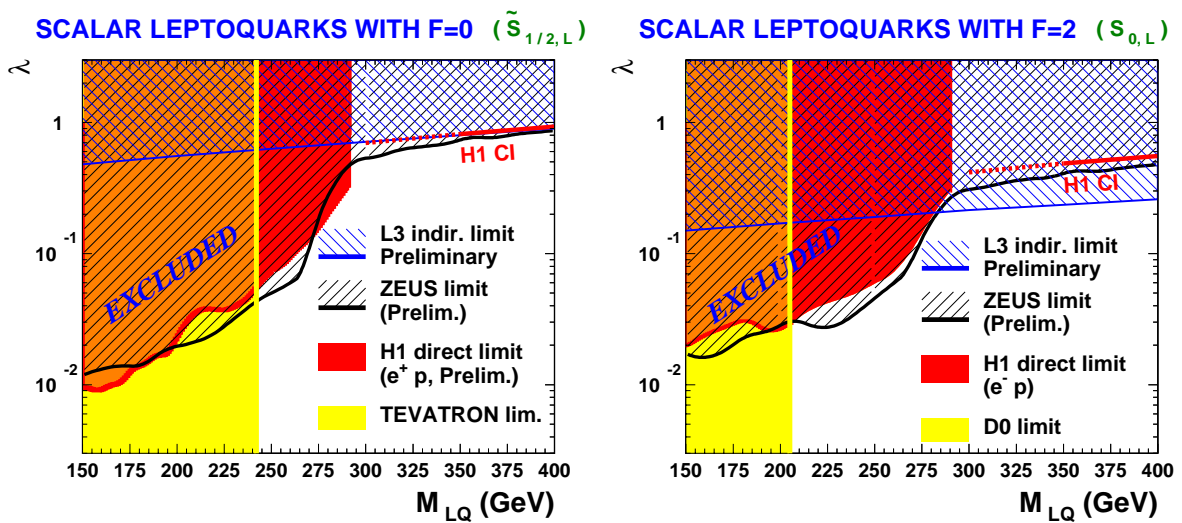 SCALAR LEPTOQUARKS WITH F=0 ( S̃ 1/2, L )
λ
1
10 -1
10 -2
EXCLUDED
H1 CI
L3 indir. limit
Preliminary
ZEUS limit
(Prelim.)
H1 direct limit
(e+ p, Prelim.)
TEVATRON lim.
150 175 200 225 250 275 300 325 350 375 400
M LQ (GeV)
SCALAR LEPTOQUARKS WITH F=2 ( S 0, L )
λ
1
10 -1
10 -2
EXCLUDED
H1 CI
L3 indir. limit
Preliminary
ZEUS limit
(Prelim.)
H1 direct limit
(e- p)
D0 limit
150 175 200 225 250 275 300 325 350 375 400
M LQ (GeV)